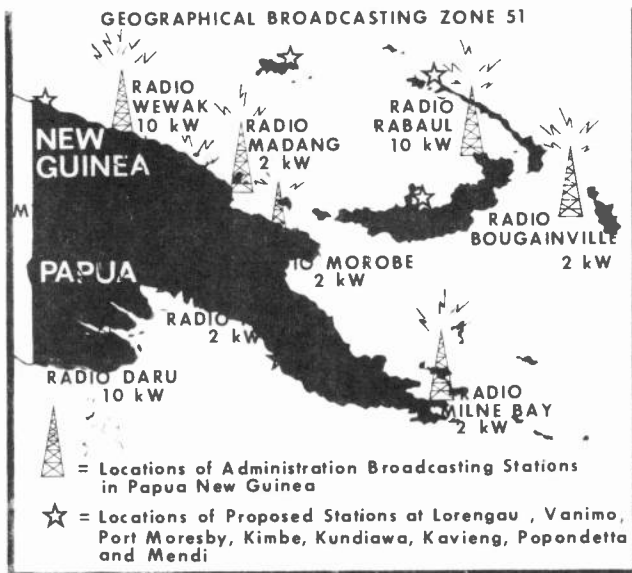 GEOGRAPHICAL BROADCASTING ZONE 51
RADIO
WEWAK
10 kW
RADIO
MADANG
2 kW
RADIO
RABAUL
10 kW
NEW
GUINEA
RADIO
BOUGAINVILLE
2 kW
MOROBE
2 kW
PAPUA
RADIO
2 kW
RADIO DARU
10 kW
RADIO
MILNE BAY
2 kW
= Locations of Administration Broadcasting Stations
in Papua New Guinea
= Locations of Proposed Stations at Lorengau , Vanimo,
Port Moresby, Kimbe, Kundiawa, Kavieng, Popondetta
and Mendi